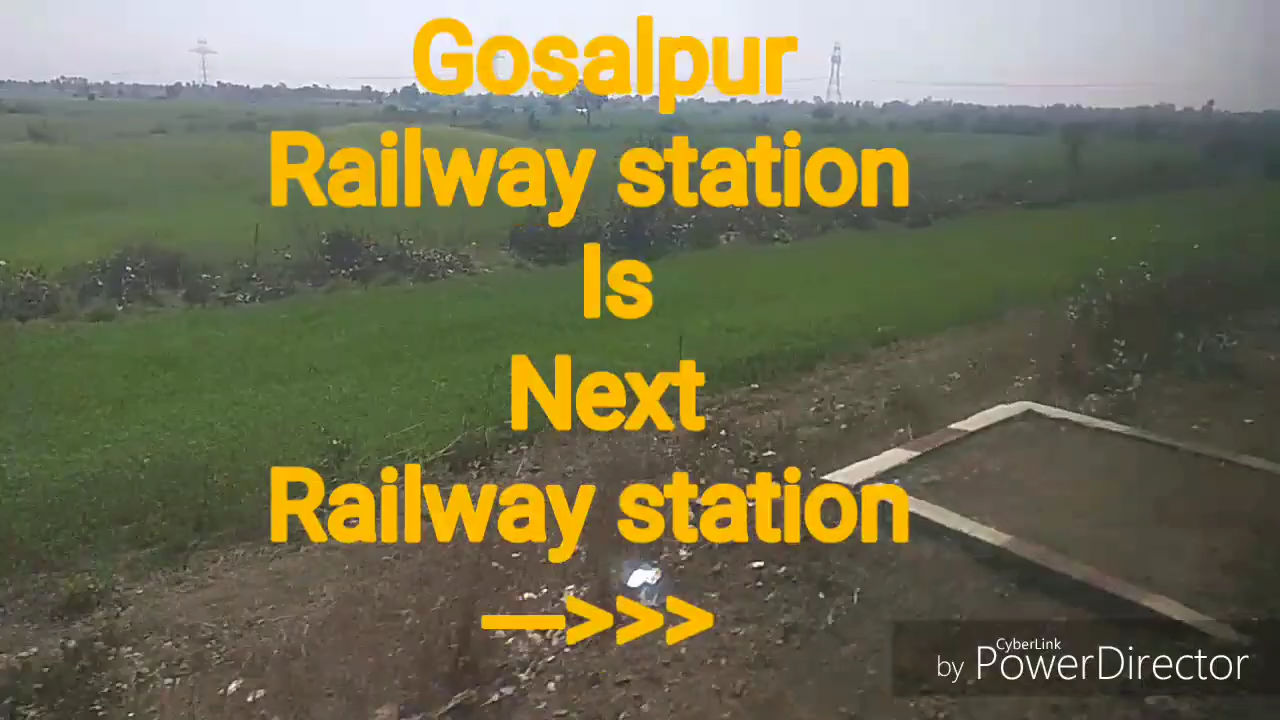 Gosalpur
Railway station
Is
Next
Railway station
—>>>
CyberLink
by PowerDirector